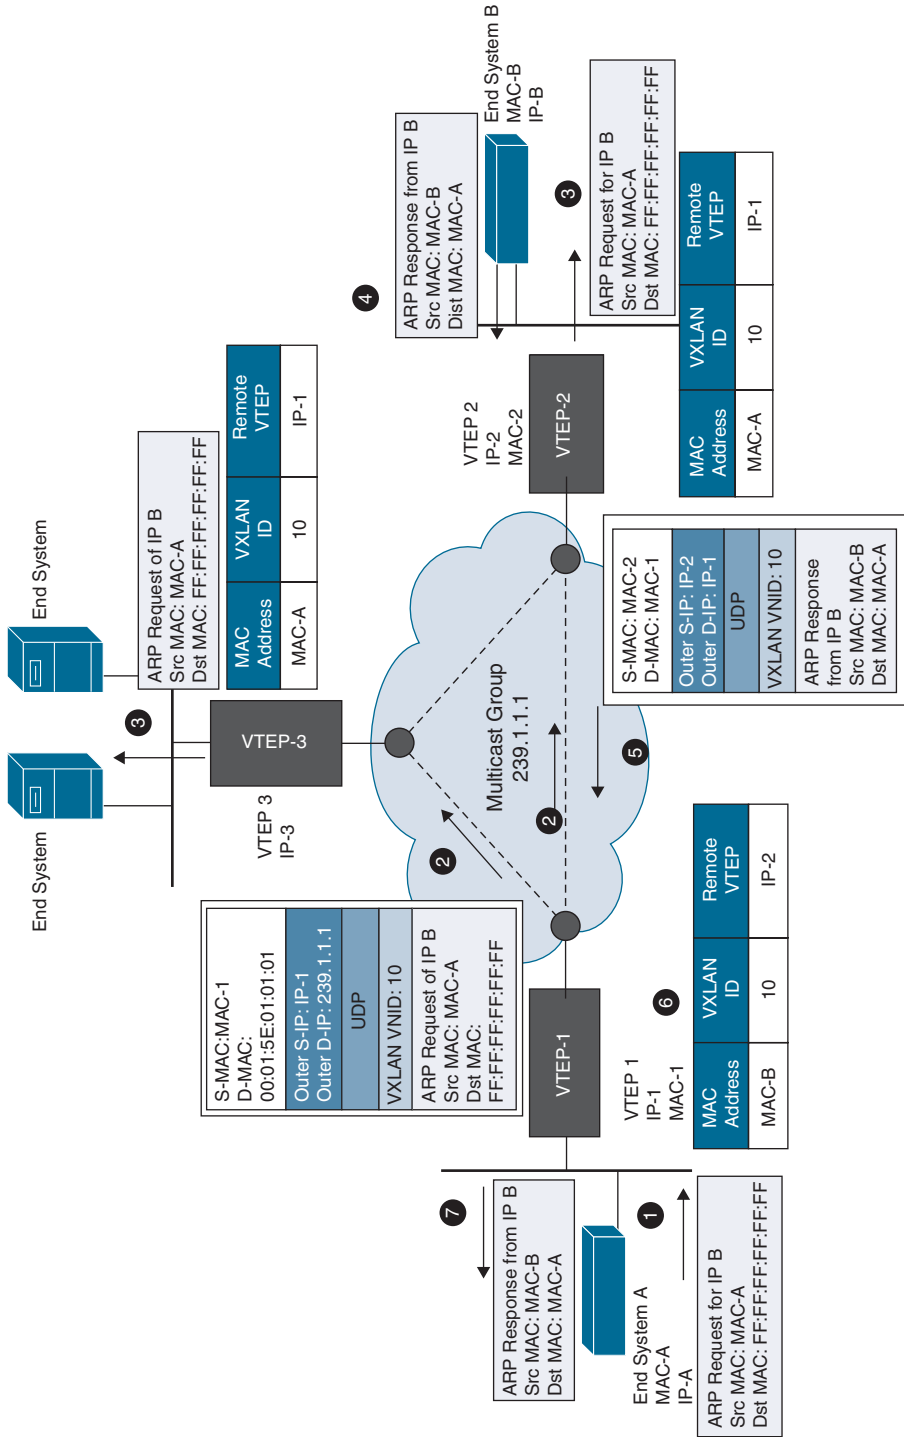 End System
End System
3
ARP Request of IP B
Src MAC: MAC-A
Dst MAC: FF:FF:FF:FF:FF:FF
VTEP 3
IP-3
VTEP-3
MAC
Address
VXLAN
ID
Remote
VTEP
MAC-A
10
IP-1
S-MAC:MAC-1
D-MAC:
00:01:5E:01:01:01
Outer S-IP: IP-1
Outer D-IP: 239.1.1.1
UDP
VXLAN VNID: 10
ARP Request of IP B
Src MAC: MAC-A
Dst MAC:
FF:FF:FF:FF:FF:FF
2
Multicast Group
239.1.1.1
2
5
4
ARP Response from IP B
Src MAC: MAC-B
Dist MAC: MAC-A
End System B
MAC-B
IP-B
VTEP 2
IP-2
MAC-2
VTEP-2
3
ARP Request for IP B
Src MAC: MAC-A
Dst MAC: FF:FF:FF:FF:FF:FF
MAC
Address
VXLAN
ID
Remote
VTEP
MAC-A
10
IP-1
7
ARP Response from IP B
Src MAC: MAC-B
Dst MAC: MAC-A
End System A
MAC-A
IP-A
1
ARP Request for IP B
Src MAC: MAC-A
Dst MAC: FF:FF:FF:FF:FF:FF
VTEP-1
VTEP 1
IP-1
MAC-1
6
MAC
Address
VXLAN
ID
Remote
VTEP
MAC-B
10
IP-2
S-MAC: MAC-2
D-MAC: MAC-1
Outer S-IP: IP-2
Outer D-IP: IP-1
UDP
VXLAN VNID: 10
ARP Response
from IP B
Src MAC: MAC-B
Dst MAC: MAC-A